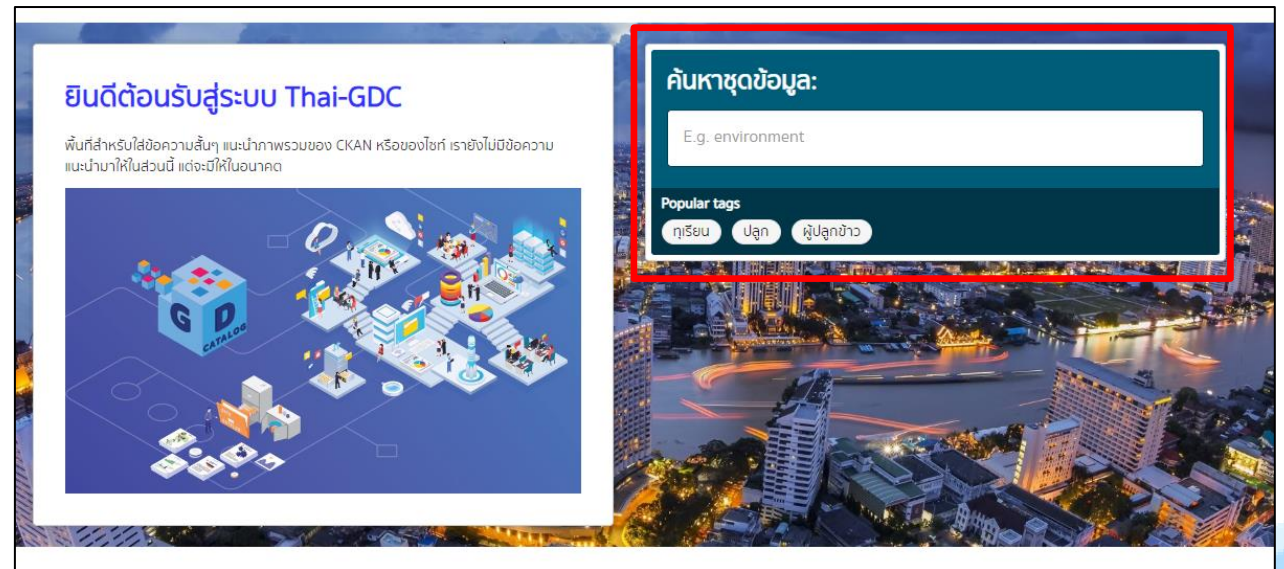 ยินดีต้อนรับสู่ระบบ Thai-GDC
พื้นที่สำหรับใส่ข้อความสั้นๆ แนะนำภาพรวมของ CKAN หรือของไซท์ เรายังไม่มีข้อความ
แนะนำมาให้ในส่วนนี้ แต่จะมีให้ในอนาคต
G D
CATALOG
ค้นหาชุดข้อมูล:
E.g. environment
Popular tags
ทุเรียน ปลูก ผู้ปลูกข้าว